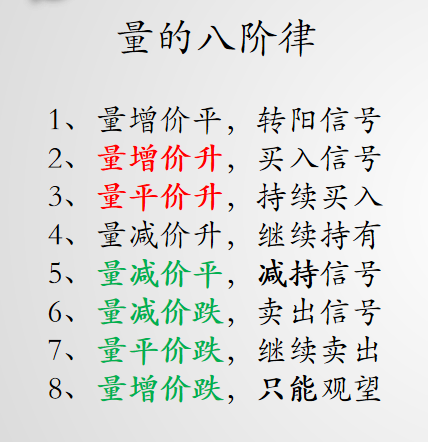 量的八阶律
1、量增价平，转阳信号
2、量增价升，买入信号
3、量平价升，持续买入
4、量减价升，继续持有
5、量减价平，减持信号
6、量减价跌，卖出信号
7、量平价跌，继续卖出
8、量增价跌，只能观望